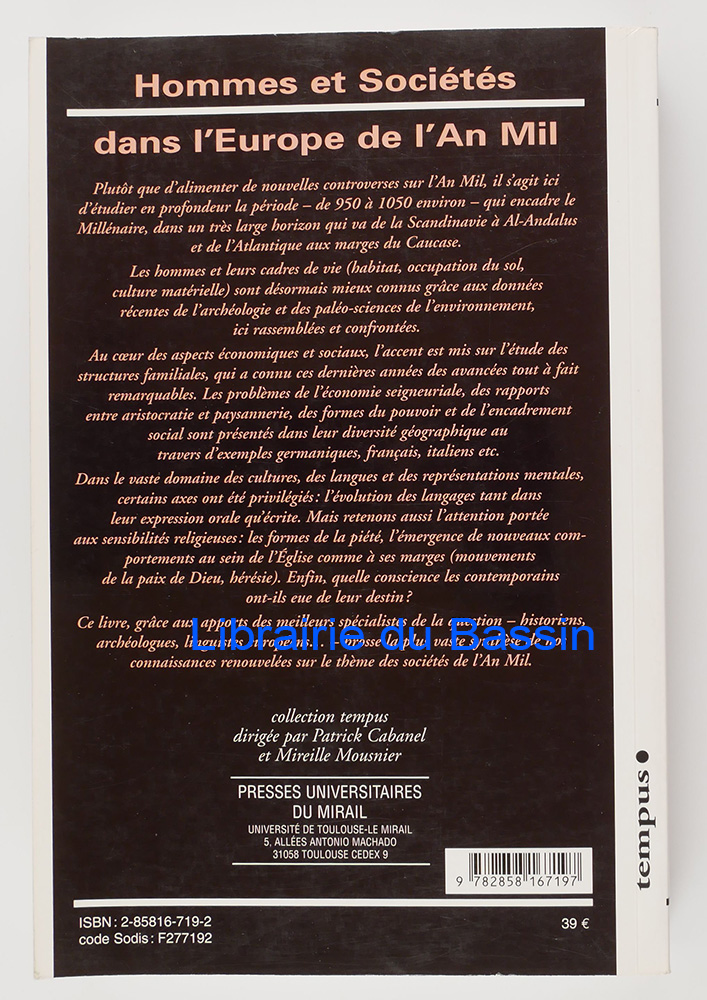 Hommes et Sociétés
dans l'Europe de l'An Mil
Plutôt que d'alimenter de nouvelles controverses sur l'An Mil, il s'agit ici
d'étudier en profondeur la période – de 950 à 1050 environ – qui encadre le
Millénaire, dans un très large horizon qui va de la Scandinavie à Al-Andalus
et de l'Atlantique aux marges du Caucase.
Les hommes et leurs cadres de vie (habitat, occupation du sol,
culture matérielle) sont désormais mieux connus grâce aux données
récentes de l'archéologie et des paléo-sciences de l'environnement,
ici rassemblées et confrontées.
Au cœur des aspects économiques et sociaux, l'accent est mis sur l'étude des
structures familiales, qui a connu ces dernières années des avancées tout à fait
remarquables. Les problèmes de l'économie seigneuriale, des rapports
entre aristocratie et paysannerie, des formes du pouvoir et de l'encadrement
social sont présentés dans leur diversité géographique au
travers d'exemples germaniques, français, italiens etc.
Dans le vaste domaine des cultures, des langues et des représentations mentales,
certains axes ont été privilégiés : l'évolution des langages tant dans
leur expression orale qu'écrite. Mais retenons aussi l'attention portée
aux sensibilités religieuses : les formes de la piété, l'émergence de nouveaux com-
portements au sein de l'Église comme à ses marges (mouvements
de la paix de Dieu, hérésie). Enfin, quelle conscience les contemporains
ont-ils eue de leur destin ?
Ce livre, grâce aux apports des meilleurs spécialistes de la question – historiens,
archéologues, linguistes européens... – brosse la plus vaste synthèse de nos
connaissances renouvelées sur le thème des sociétés de l'An Mil.
Librairie du Bassin
collection tempus
dirigée par Patrick Cabanel
et Mireille Mousnier
PRESSES UNIVERSITAIRES
DU MIRAIL
UNIVERSITÉ DE TOULOUSE-LE MIRAIL
5, ALLÉES ANTONIO MACHADO
31058 TOULOUSE CEDEX 9
9 782858 167197
ISBN : 2-85816-719-2
code Sodis : F277192
39 €
tempus